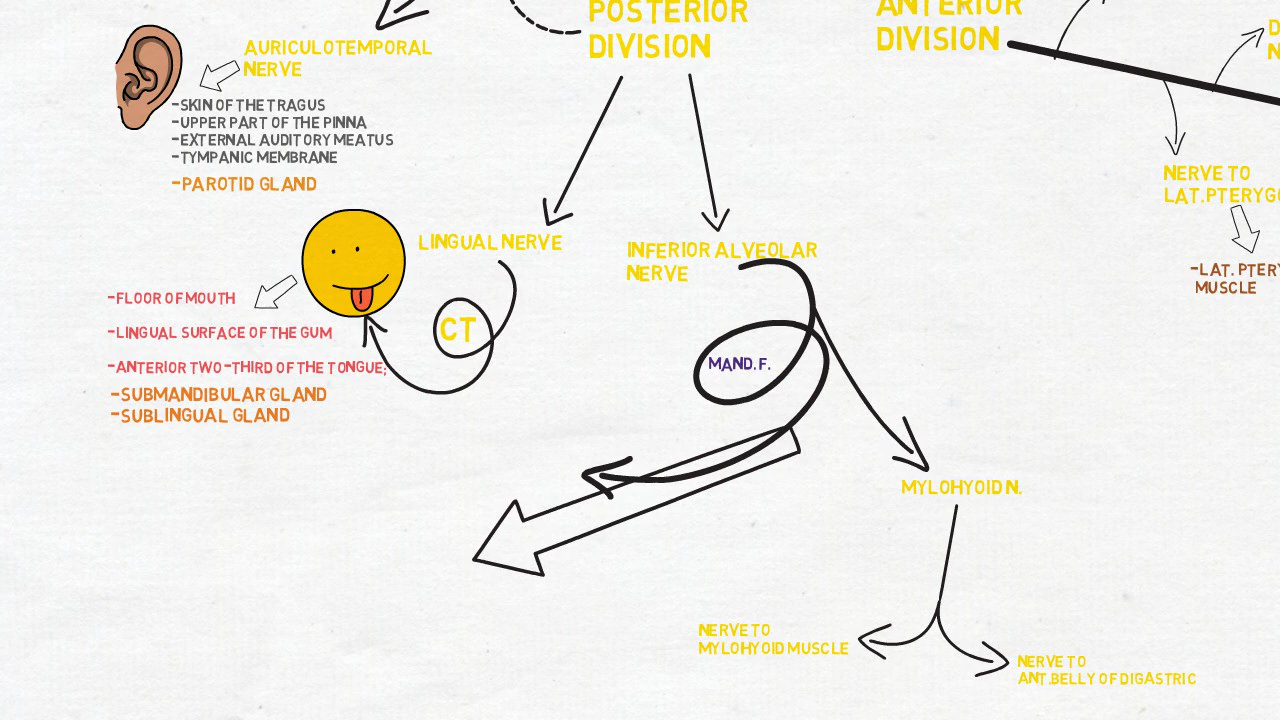 POSTERIOR
DIVISION
ANTERIOR
DIVISION
AURICULOTEMPORAL
NERVE
-SKIN OF THE TRAGUS
-UPPER PART OF THE PINNA
-EXTERNAL AUDITORY MEATUS
-TYMPANIC MEMBRANE
-PAROTID GLAND
LINGUAL NERVE
-FLOOR OF MOUTH
-LINGUAL SURFACE OF THE GUM
-ANTERIOR TWO-THIRD OF THE TONGUE;
-SUBMANDIBULAR GLAND
-SUBLINGUAL GLAND
CT
INFERIOR ALVEOLAR
NERVE
MAND. F.
MYLOHYOID N.
NERVE TO
MYLOHYOID MUSCLE
NERVE TO
ANT.BELLY OF DIGASTRIC
NERVE TO
LAT.PTERYG
-LAT. PTERY
MUSCLE